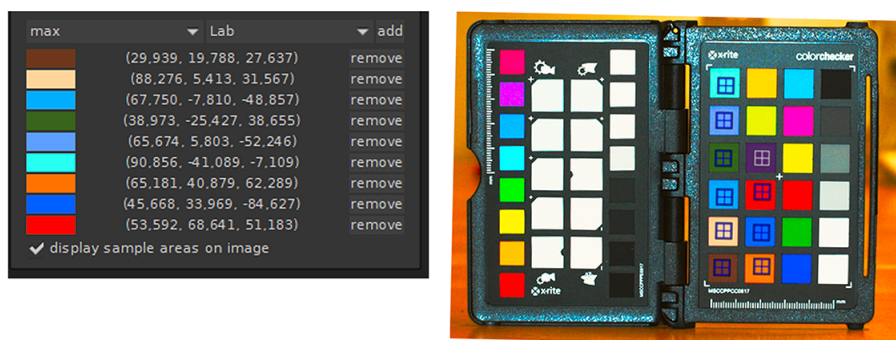 max Lab add
(29,939, 19,788, 27,637) remove
(88,276, 5,413, 31,567) remove
(67,750, -7,810, -48,857) remove
(38,973, -25,427, 38,655) remove
(65,674, 5,803, -52,246) remove
(90,856, -41,089, -7,109) remove
(65,181, 40,879, 62,289) remove
(45,668, 33,969, -84,627) remove
(53,592, 68,641, 51,183) remove
display sample areas on image
x·rite
MSCCPPE0817
x·rite colorchecker
MSCCPPCC0817
mm